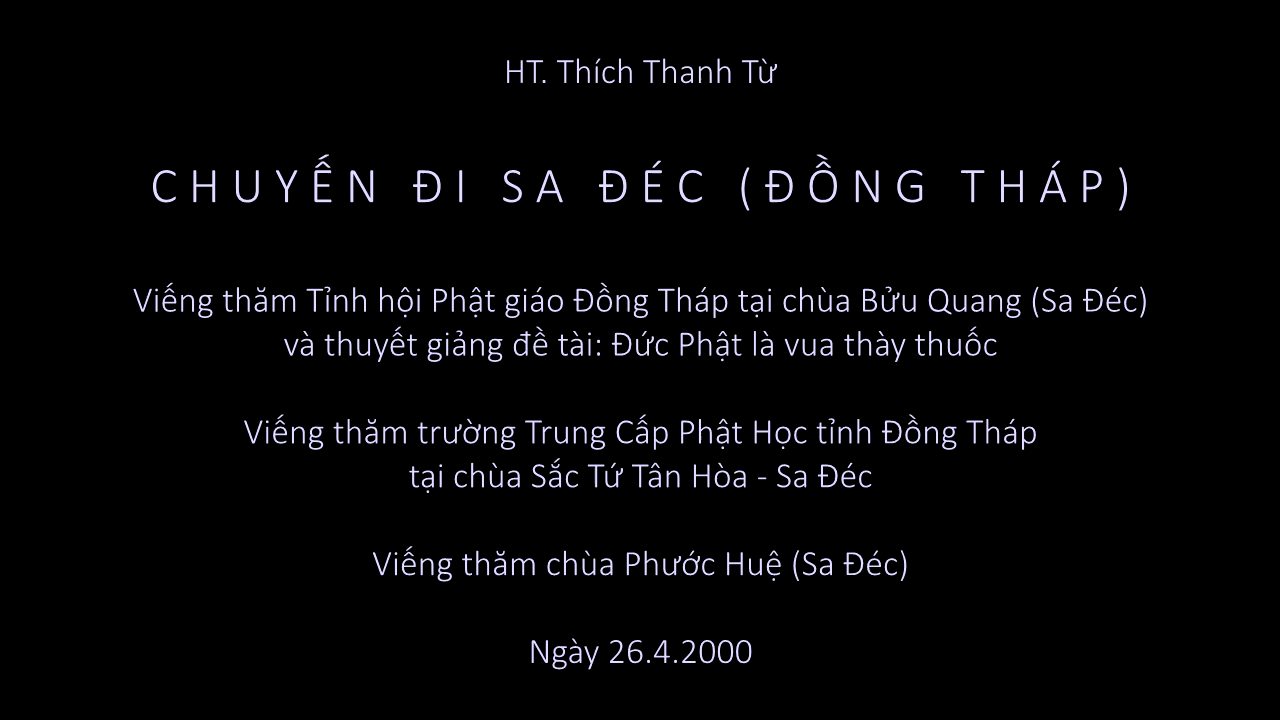 HT. Thích Thanh Từ
CHUYẾN ĐI SA ĐÉC (ĐỒNG THÁP)
Viếng thăm Tỉnh hội Phật giáo Đồng Tháp tại chùa Bửu Quang (Sa Đéc)
và thuyết giảng đề tài: Đức Phật là vua thày thuốc
Viếng thăm trường Trung Cấp Phật Học tỉnh Đồng Tháp
tại chùa Sắc Tứ Tân Hòa - Sa Đéc
Viếng thăm chùa Phước Huệ (Sa Đéc)
Ngày 26.4.2000